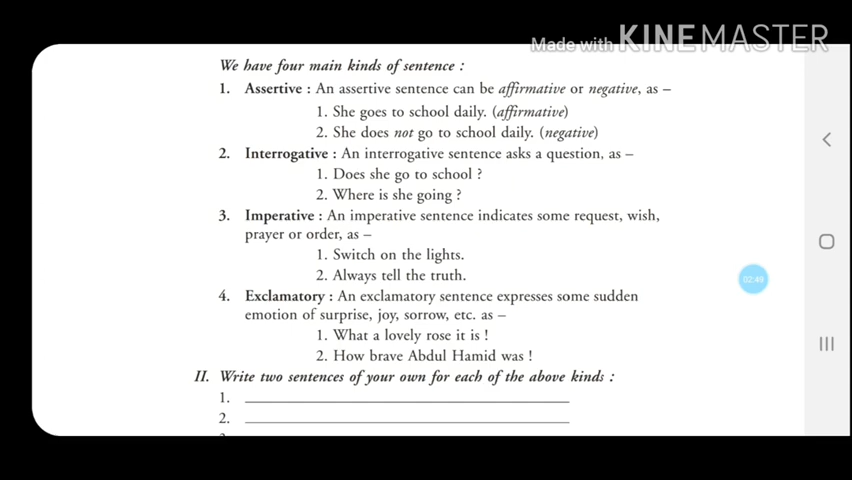 Made with KINEMASTER
We have four main kinds of sentence :
1. Assertive : An assertive sentence can be affirmative or negative, as –
1. She goes to school daily. (affirmative)
2. She does not go to school daily. (negative)
2. Interrogative : An interrogative sentence asks a question, as –
1. Does she go to school ?
2. Where is she going ?
3. Imperative : An imperative sentence indicates some request, wish,
prayer or order, as –
1. Switch on the lights.
2. Always tell the truth.
02:49
4. Exclamatory : An exclamatory sentence expresses some sudden
emotion of surprise, joy, sorrow, etc. as –
1. What a lovely rose it is !
2. How brave Abdul Hamid was !
II. Write two sentences of your own for each of the above kinds :
1.
2.